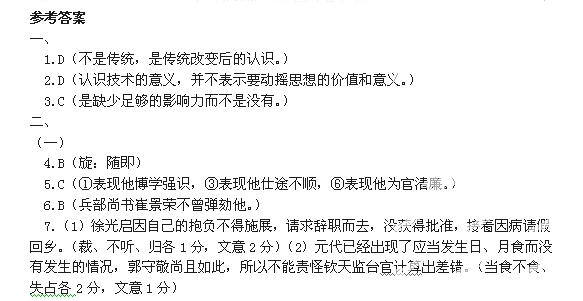 参考答案
一、
1.D（不是传统，是传统改变后的认识。）
2.D（认识技术的意义，并不表示要动摇思想的价值和意义。）
3.C（是缺少足够的影响力而不是没有。）
二、
（一）
4.B（旋：随即）
5.C（①表现他博学强识，③表现他仕途不顺，⑥表现他为官清廉。）
6.B（兵部尚书崔景荣不曾弹劾他。）
7.（1）徐光启因自己的抱负不得施展，请求辞职而去，没获得批准，接着因病请假
回乡。（裁、不听、归各1分，文意2分）（2）元代已经出现了应当发生日、月食而没
有发生的情况，郭守敬尚且如此，所以不能责怪钦天监台官计算出差错。（当食不食、
失占各2分，文意1分）